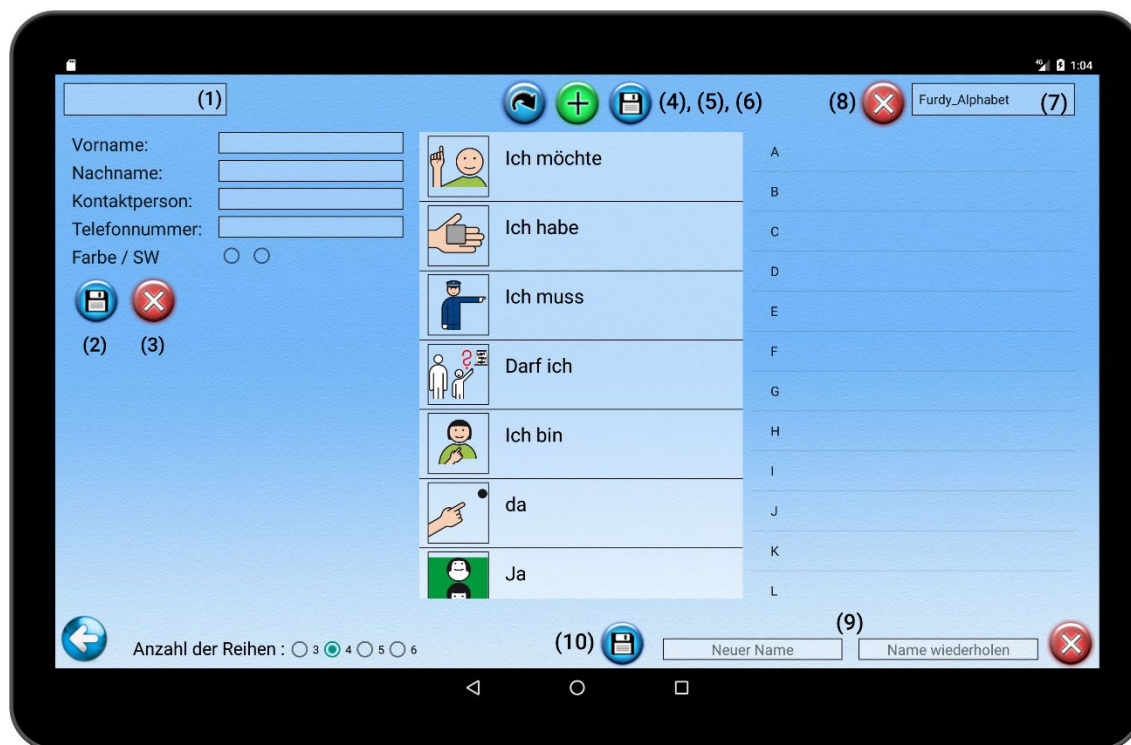 4G 1:04
(1)
(4), (5), (6)
(8)
Furdy_Alphabet
(7)
Vorname:
Nachname:
Kontaktperson:
Telefonnummer:
Farbe / SW
(2) (3)
Ich möchte
Ich habe
Ich muss
Darf ich
Ich bin
da
Ja
A
B
C
D
E
F
G
H
I
J
K
L
Anzahl der Reihen : 3 4 5 6
(10)
(9)
Neuer Name
Name wiederholen